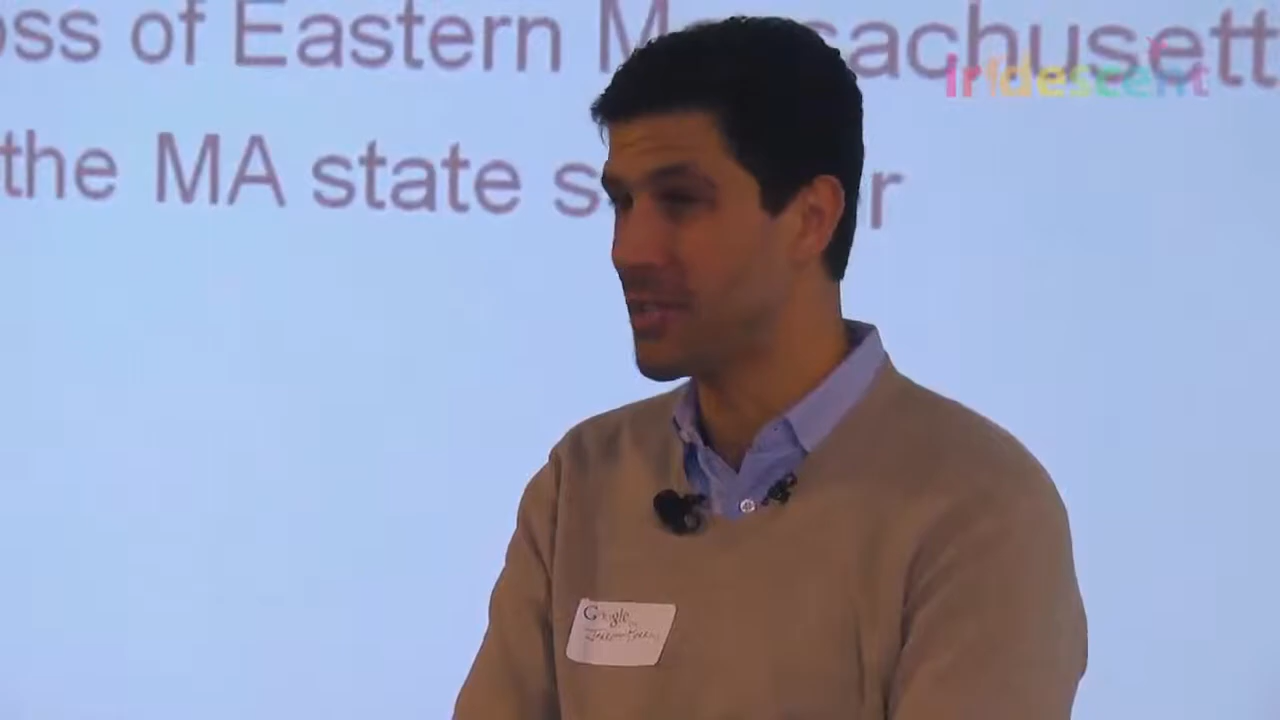 oss of Eastern M sachusett
the MA state s r
iridescent
Google